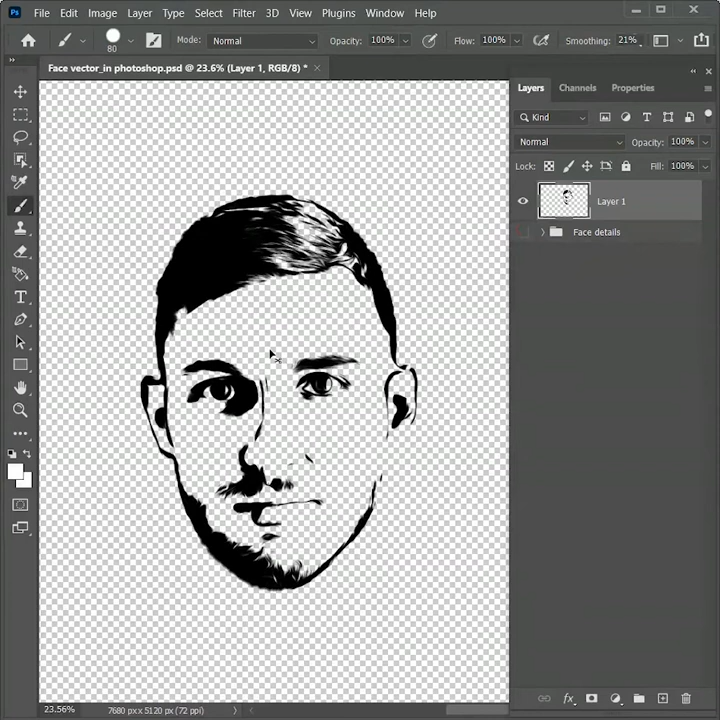 Ps File Edit Image Layer Type Select Filter 3D View Plugins Window Help
80 Mode: Normal Opacity: 100% Flow: 100% Smoothing: 21%
Face vector_in photoshop.psd @ 23.6% (Layer 1, RGB/8) *
Layers Channels Properties
Kind
Normal Opacity: 100%
Lock: Fill: 100%
Layer 1
Face details
23.56% 7680 px x 5120 px (72 ppi)
fx